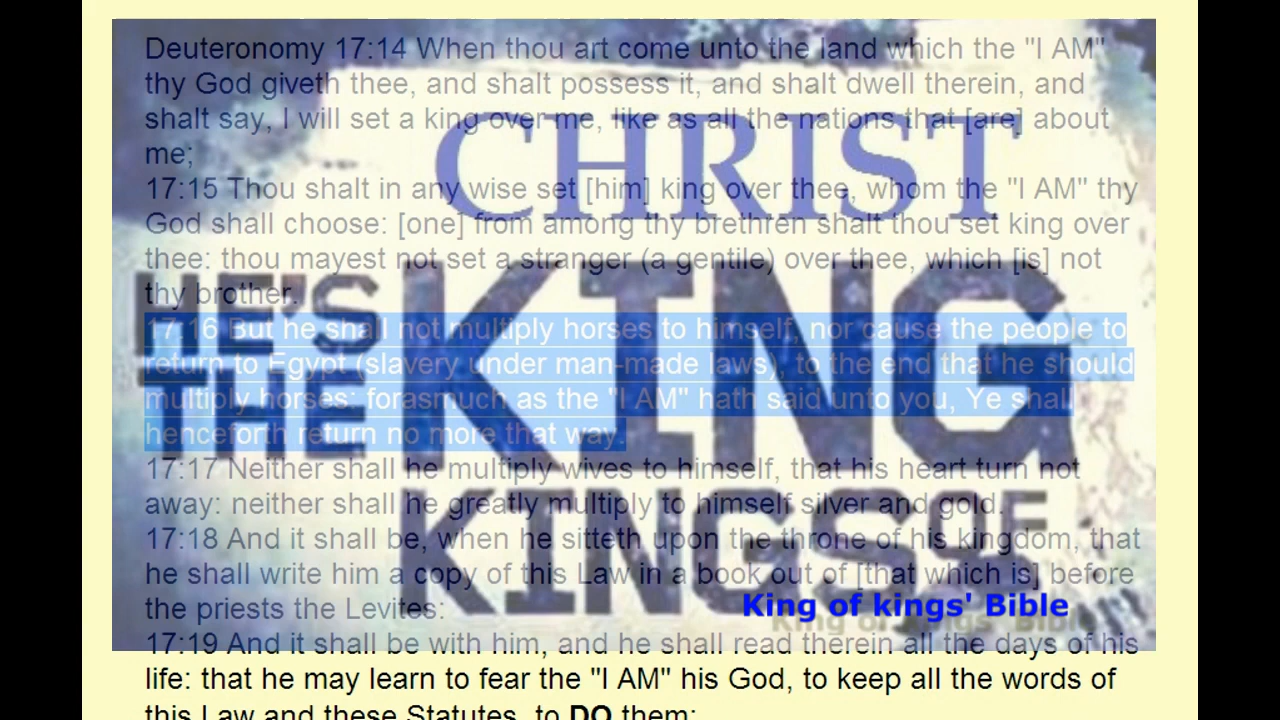 Deuteronomy 17:14 When thou art come unto the land which the "I AM"
thy God giveth thee, and shalt possess it, and shalt dwell therein, and
shalt say, I will set a king over me, like as all the nations that [are] about
me;
17:15 Thou shalt in any wise set [him] king over thee, whom the "I AM" thy
God shall choose: [one] from among thy brethren shalt thou set king over
thee: thou mayest not set a stranger (a gentile) over thee, which [is] not
thy brother.
17:16 But he shall not multiply horses to himself, nor cause the people to
return to Egypt (slavery under man-made laws), to the end that he should
multiply horses: forasmuch as the "I AM" hath said unto you, Ye shall
henceforth return no more that way.
17:17 Neither shall he multiply wives to himself, that his heart turn not
away: neither shall he greatly multiply to himself silver and gold.
17:18 And it shall be, when he sitteth upon the throne of his kingdom, that
he shall write him a copy of this Law in a book out of [that which is] before
the priests the Levites:
17:19 And it shall be with him, and he shall read therein all the days of his
life: that he may learn to fear the "I AM" his God, to keep all the words of
this Law and these Statutes, to DO them:
CHRIST
HE'S
THE KING
KINGS OF
King of kings' Bible